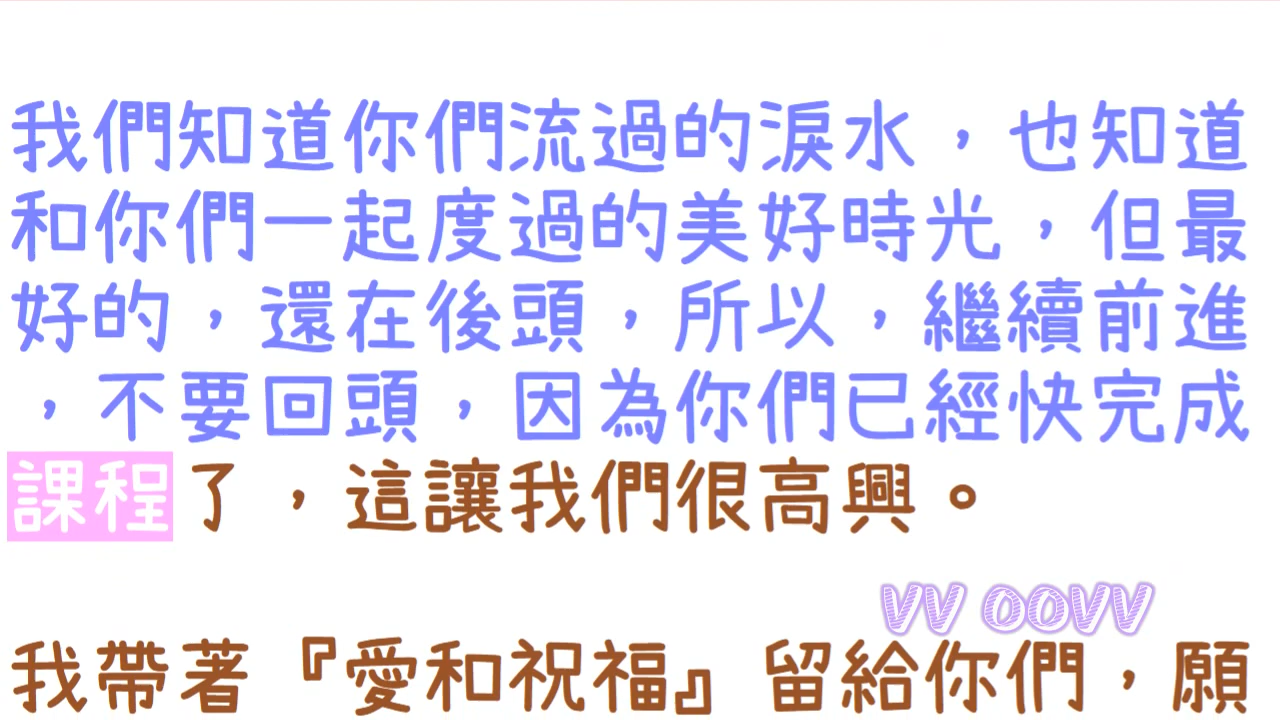 我們知道你們流過的淚水，也知道
和你們一起度過的美好時光，但最
好的，還在後頭，所以，繼續前進
，不要回頭，因為你們已經快完成
課程了，這讓我們很高興。
VV OOVV
我帶著『愛和祝福』留給你們，願